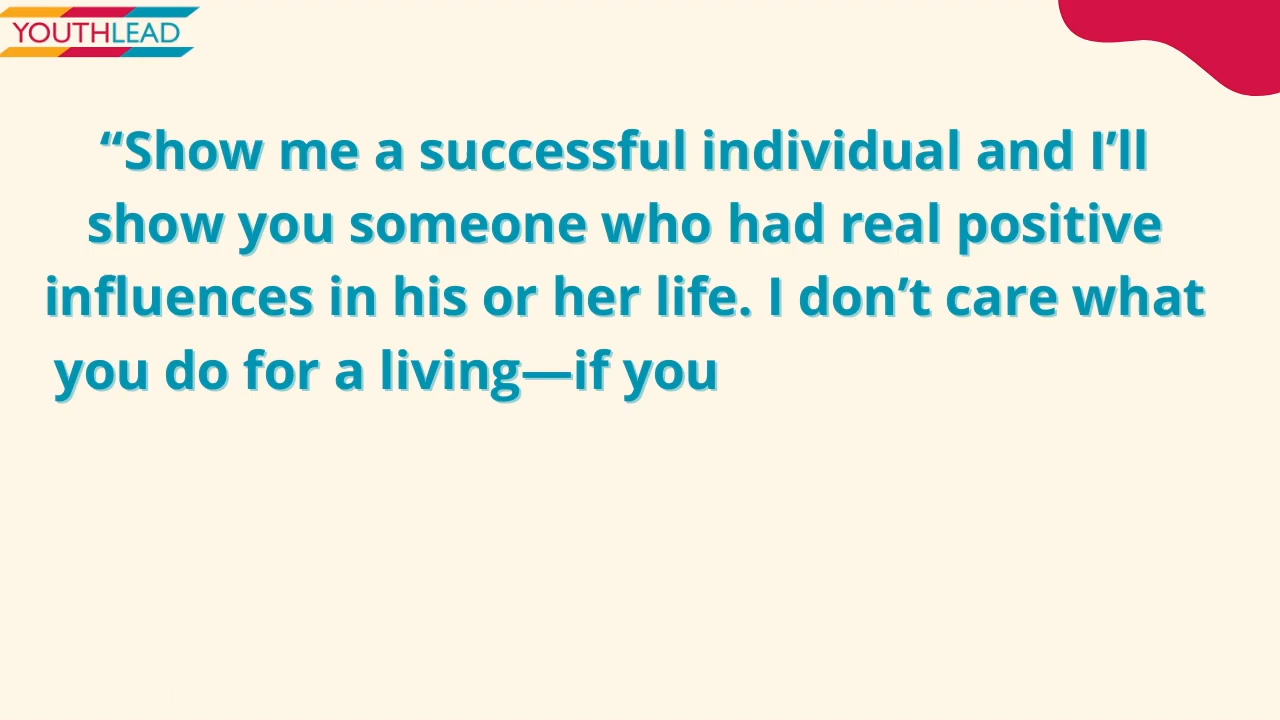 YOUTHLEAD
“Show me a successful individual and I’ll
show you someone who had real positive
influences in his or her life. I don’t care what
you do for a living—if you